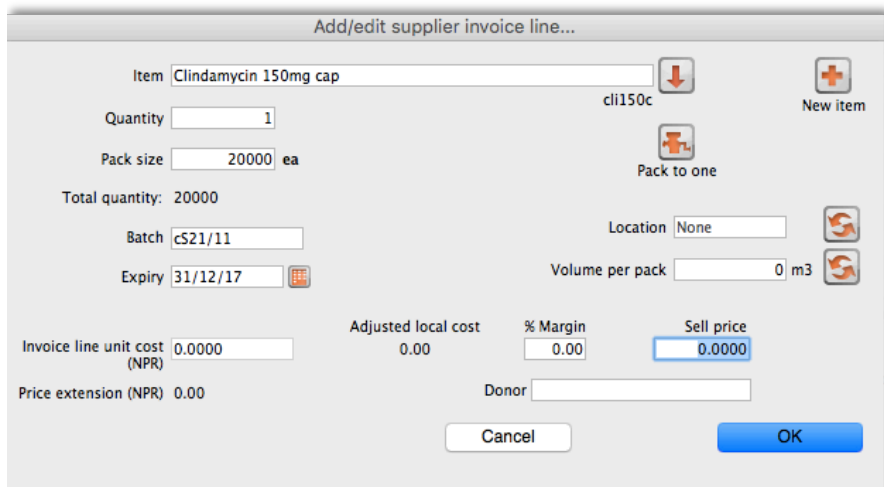 Add/edit supplier invoice line...
Item Clindamycin 150mg cap
cli150c
New item
Quantity 1
Pack size 20000 ea
Pack to one
Total quantity: 20000
Batch cS21/11
Location None
Expiry 31/12/17
Volume per pack 0 m3
Adjusted local cost % Margin Sell price
Invoice line unit cost (NPR) 0.0000 0.00 0.00 0.0000
Price extension (NPR) 0.00
Donor
Cancel OK